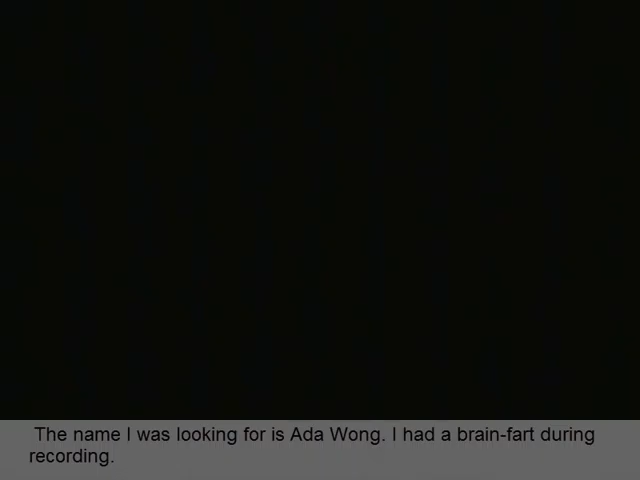 The name I was looking for is Ada Wong. I had a brain-fart during
recording.